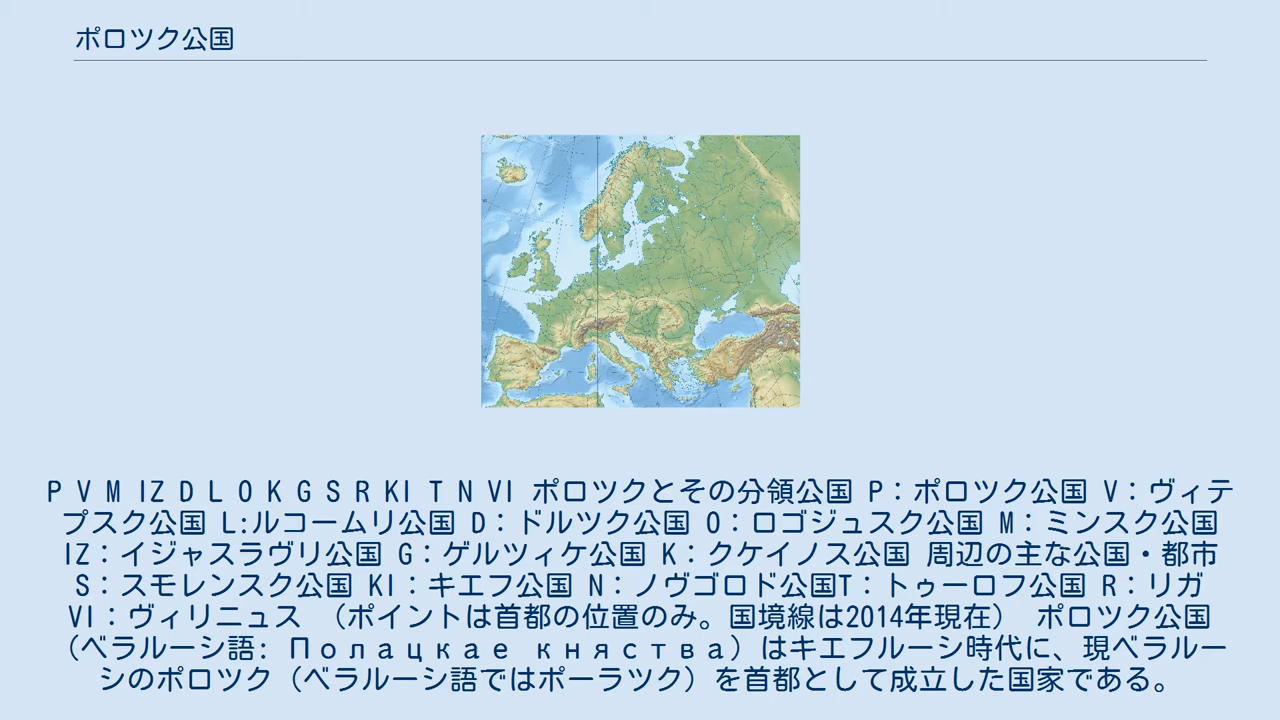 ポロツク公国
P V M IZ D L O K G S R KI T N VI ポロツクとその分領公国 P：ポロツク公国 V：ヴィテ
プスク公国 L:ルコームリ公国 D：ドルツク公国 O：ロゴジュスク公国 M：ミンスク公国
IZ：イジャスラヴリ公国 G：ゲルツィケ公国 K：クケイノス公国 周辺の主な公国・都市
S：スモレンスク公国 KI：キエフ公国 N：ノヴゴロド公国T：トゥーロフ公国 R：リガ
VI：ヴィリニュス （ポイントは首都の位置のみ。国境線は2014年現在） ポロツク公国
（ベラルーシ語: Полацкае княства）はキエフルーシ時代に、現ベラルー
シのポロツク（ベラルーシ語ではポーラツク）を首都として成立した国家である。